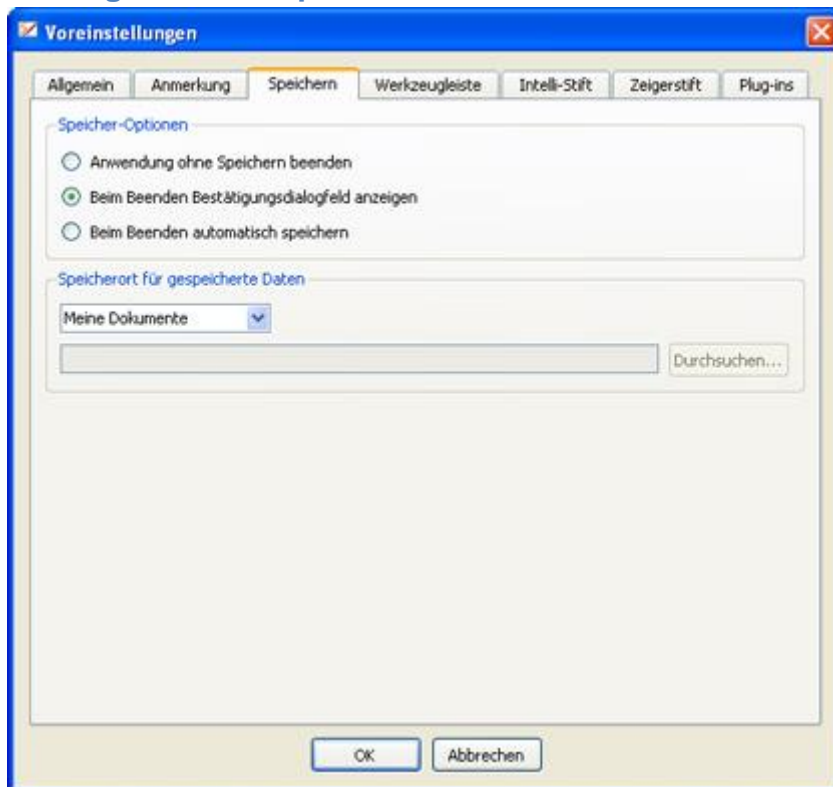 Voreinstellungen
Allgemein Anmerkung Speichern Werkzeugleiste Intelli-Stift Zeigerstift Plug-ins
Speicher-Optionen
Anwendung ohne Speichern beenden
Beim Beenden Bestätigungsdialogfeld anzeigen
Beim Beenden automatisch speichern
Speicherort für gespeicherte Daten
Meine Dokumente
Durchsuchen...
OK Abbrechen